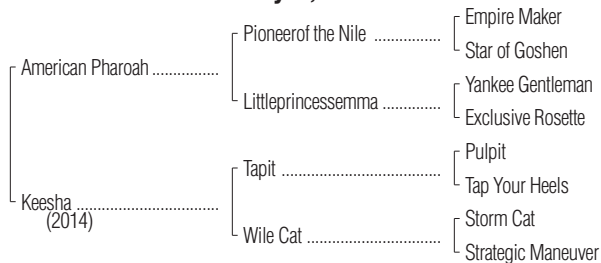 Empire Maker
Pioneerof the Nile ................
Star of Goshen
American Pharoah ................
Yankee Gentleman
Littleprincessemma ..............
Exclusive Rosette
Pulpit
Tapit ......................................
Tap Your Heels
Keesha ..................................
(2014)
Storm Cat
Wile Cat ................................
Strategic Maneuver